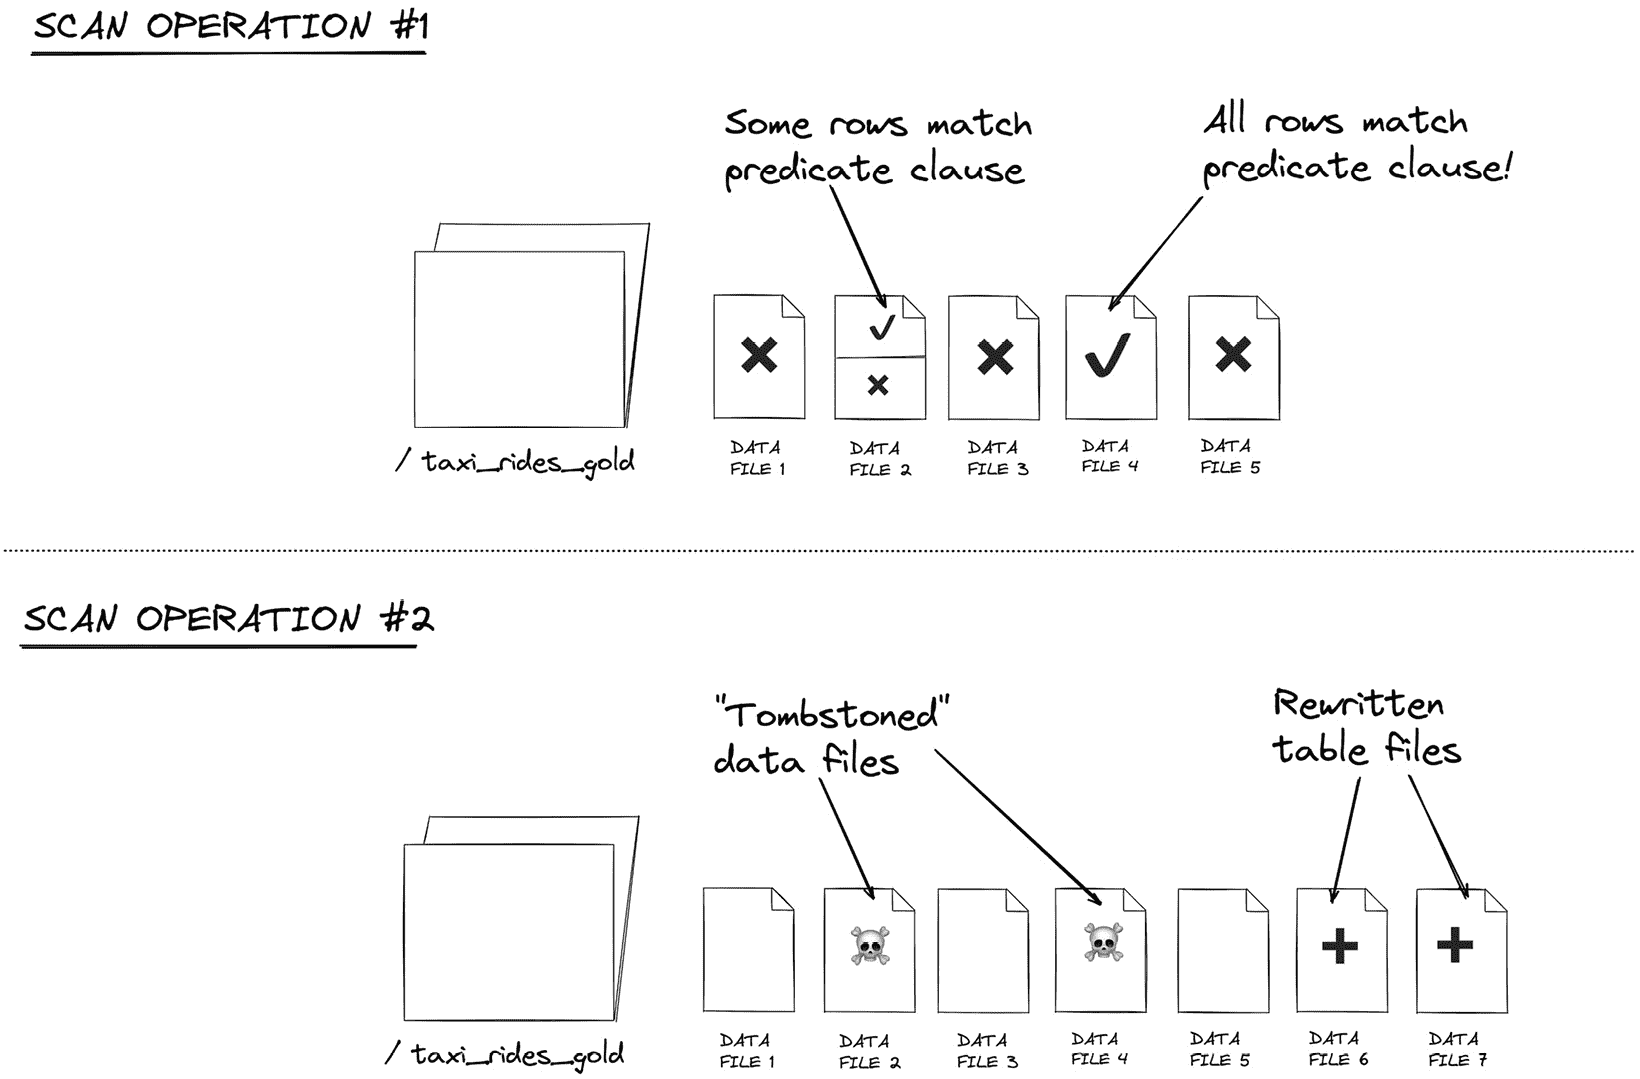 SCAN OPERATION #1
Some rows match
predicate clause
All rows match
predicate clause!
/ taxi_rides_gold
DATA
FILE 1
DATA
FILE 2
DATA
FILE 3
DATA
FILE 4
DATA
FILE 5
SCAN OPERATION #2
"Tombstoned"
data files
Rewritten
table files
/ taxi_rides_gold
DATA
FILE 1
DATA
FILE 2
DATA
FILE 3
DATA
FILE 4
DATA
FILE 5
DATA
FILE 6
DATA
FILE 7